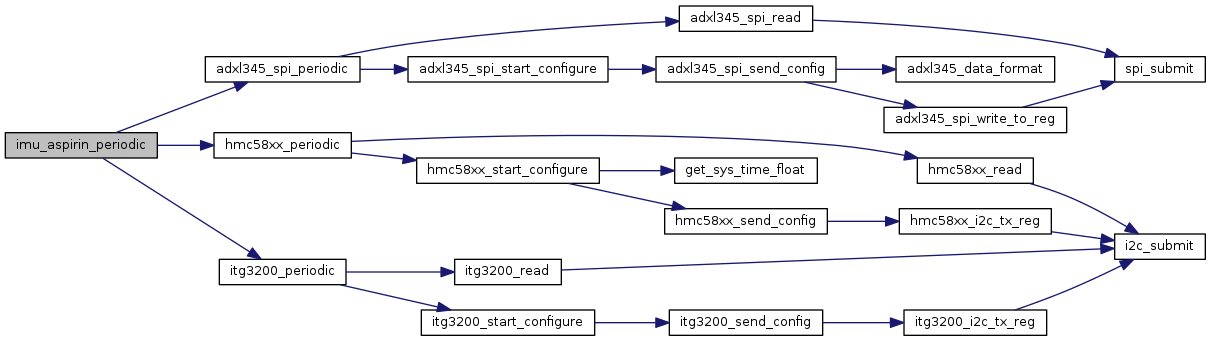 imu_aspirin_periodic
adxl345_spi_periodic
adxl345_spi_read
adxl345_spi_start_configure
adxl345_spi_send_config
adxl345_data_format
spi_submit
adxl345_spi_write_to_reg
hmc58xx_periodic
hmc58xx_read
hmc58xx_start_configure
get_sys_time_float
hmc58xx_send_config
hmc58xx_i2c_tx_reg
i2c_submit
itg3200_periodic
itg3200_read
itg3200_start_configure
itg3200_send_config
itg3200_i2c_tx_reg